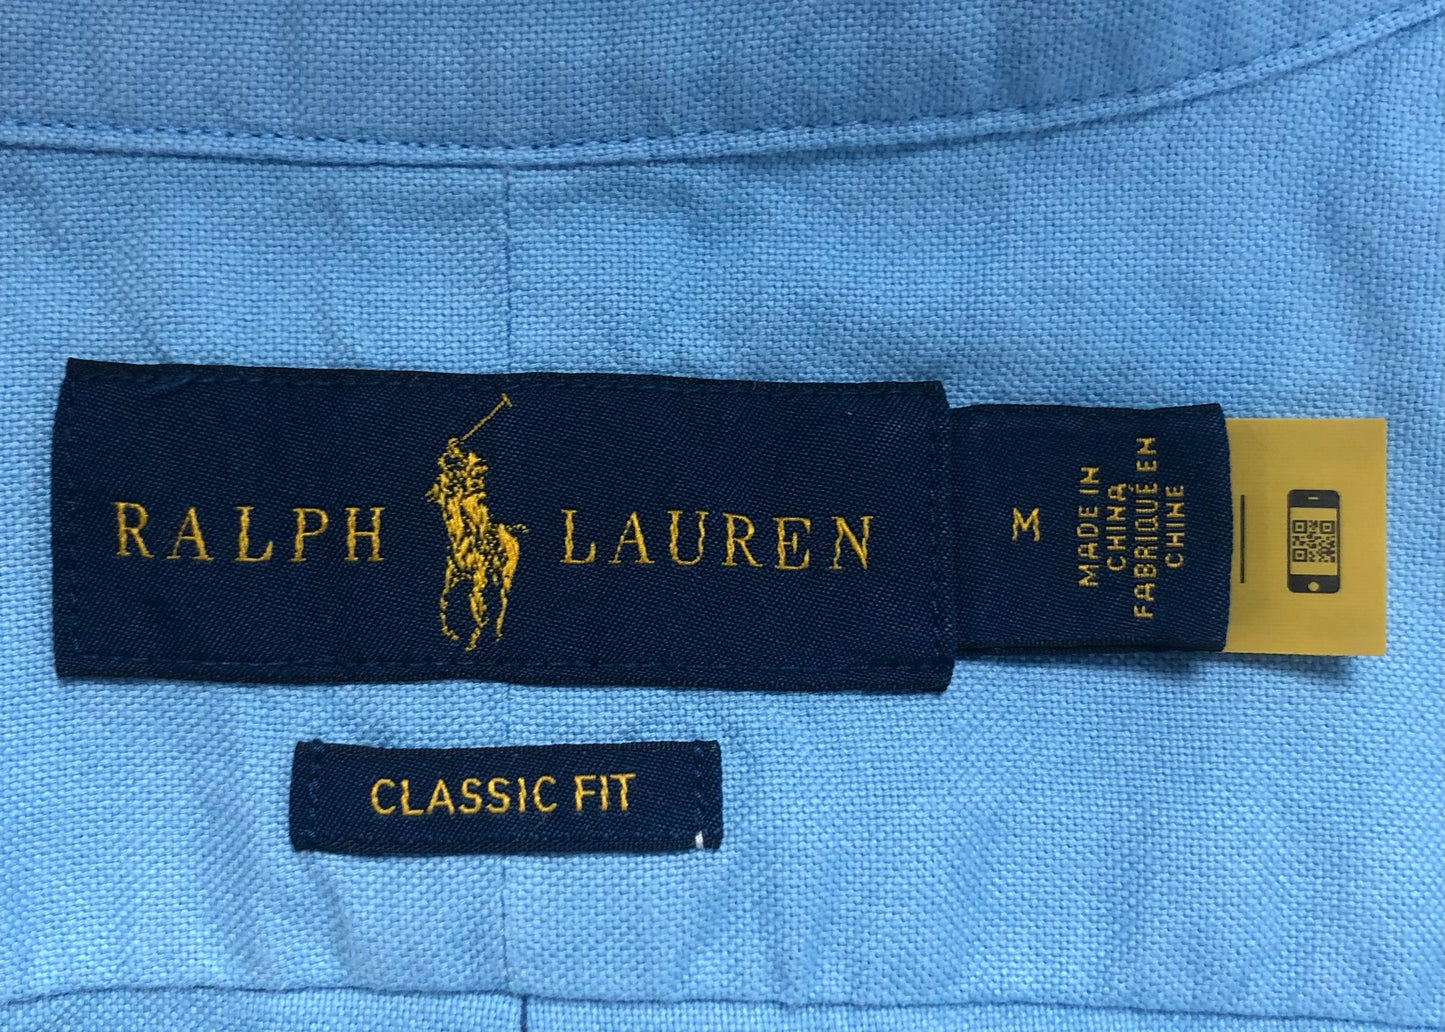 RALPH LAUREN
M
MADE IN
CHINA
FABRIQUÉ EN
CHINE
CLASSIC FIT